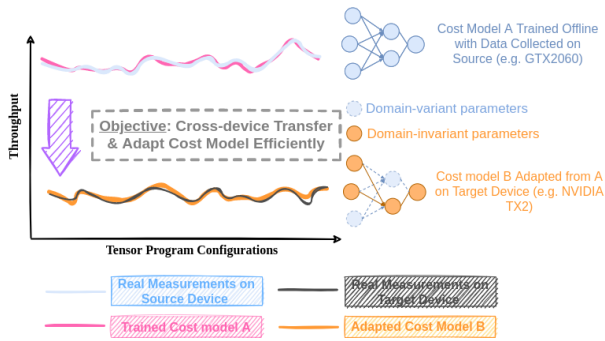 Cost Model A Trained Offline
with Data Collected on
Source (e.g. GTX2060)
Throughput
Objective: Cross-device Transfer
& Adapt Cost Model Efficiently
Domain-variant parameters
Domain-invariant parameters
Cost model B Adapted from A
on Target Device (e.g. NVIDIA
TX2)
Tensor Program Configurations
Real Measurements on
Source Device
Real Measurements on
Target Device
Trained Cost model A
Adapted Cost Model B